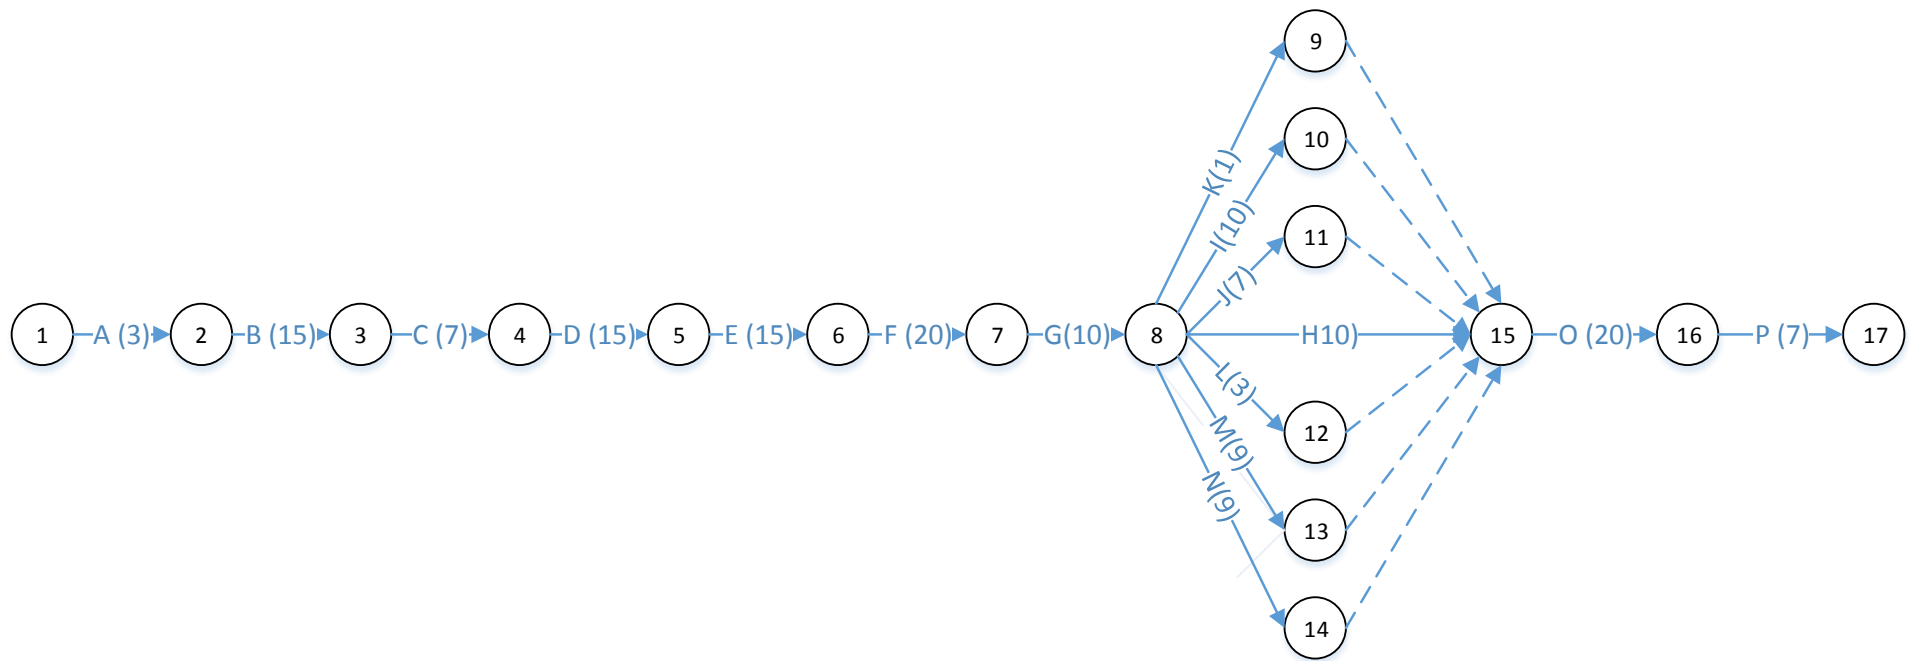 9
10
K(1)
I(10)
11
J(7)
1 A (3) 2 B (15) 3 C (7) 4 D (15) 5 E (15) 6 F (20) 7 G(10) 8 H10) 15 O (20) 16 P (7) 17
L(3)
12
M(9)
N(9)
13
14